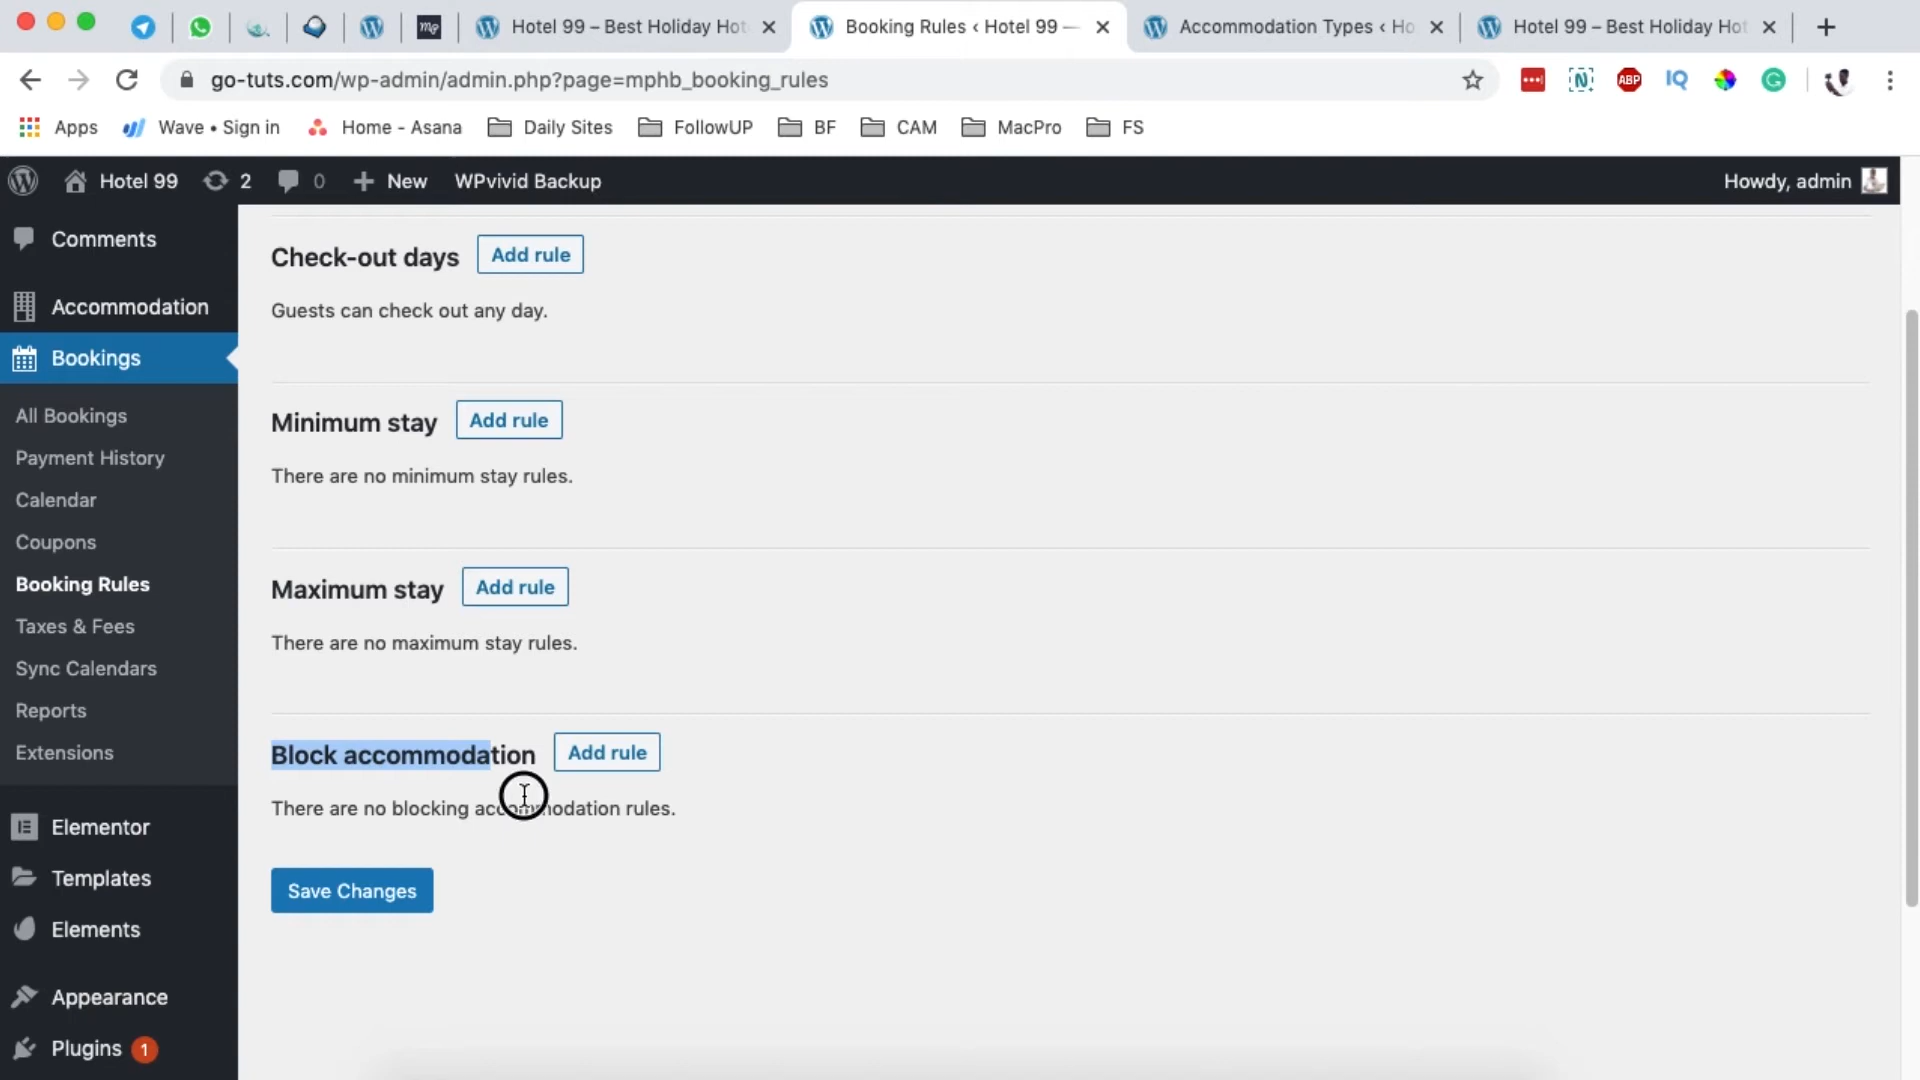 Hotel 99 – Best Holiday Hot
Booking Rules ‹ Hotel 99 —
Accommodation Types ‹ Ho
Hotel 99 – Best Holiday Hot
go-tuts.com/wp-admin/admin.php?page=mphb_booking_rules
ABP
IQ
Apps
Wave • Sign in
Home - Asana
Daily Sites
FollowUP
BF
CAM
MacPro
FS
Hotel 99
2
0
New
WPvivid Backup
Howdy, admin
Comments
Accommodation
Bookings
All Bookings
Payment History
Calendar
Coupons
Booking Rules
Taxes & Fees
Sync Calendars
Reports
Extensions
Elementor
Templates
Elements
Appearance
Plugins 1
Check-out days Add rule
Guests can check out any day.
Minimum stay Add rule
There are no minimum stay rules.
Maximum stay Add rule
There are no maximum stay rules.
Block accommodation Add rule
There are no blocking accommodation rules.
Save Changes